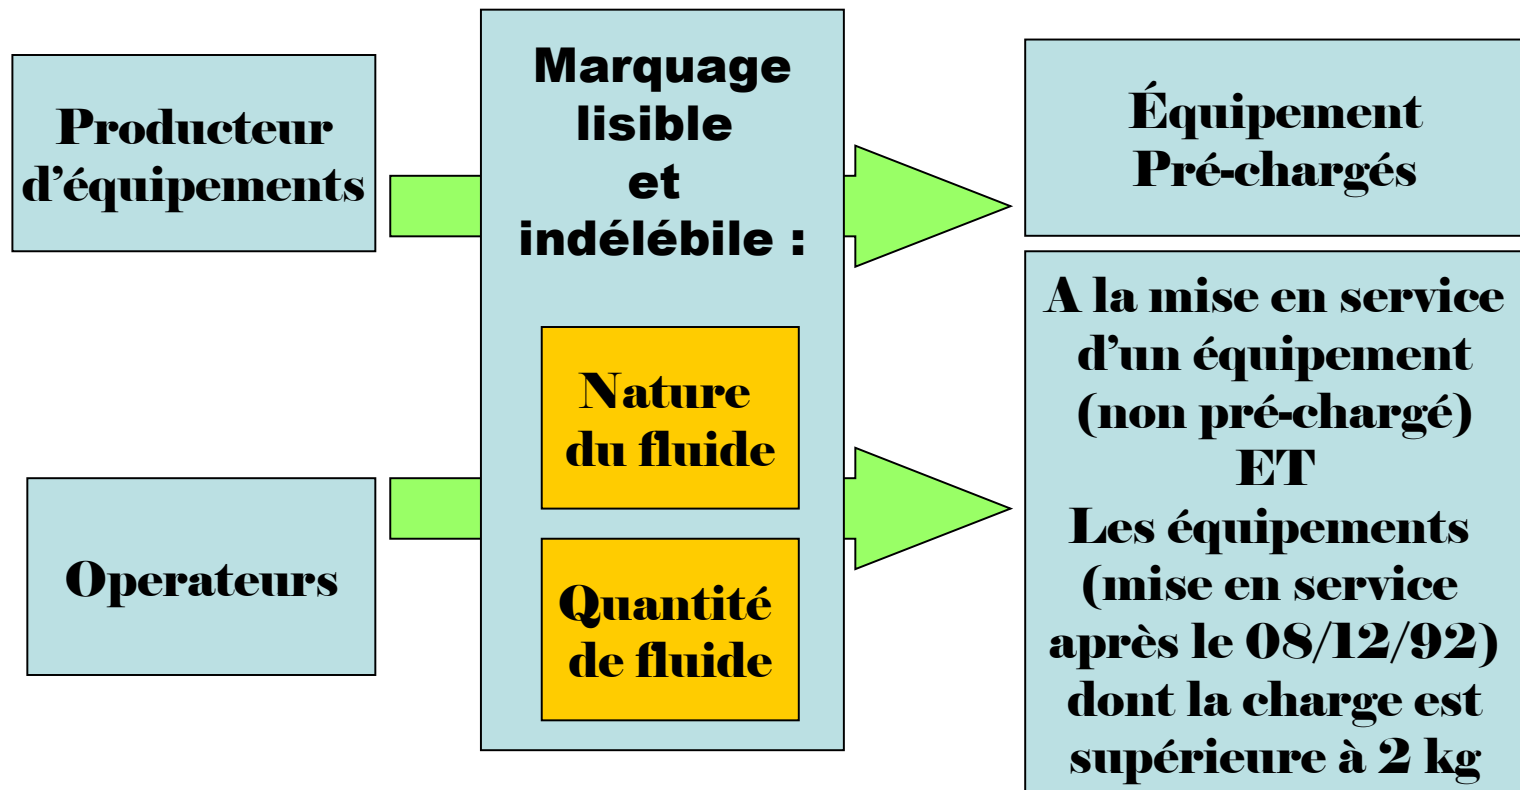 Producteur
d’équipements
Marquage
lisible
et
indélébile :
Équipement
Pré-chargés
Operateurs
Nature
du fluide
Quantité
de fluide
A la mise en service
d’un équipement
(non pré-chargé)
ET
Les équipements
(mise en service
après le 08/12/92)
dont la charge est
supérieure à 2 kg